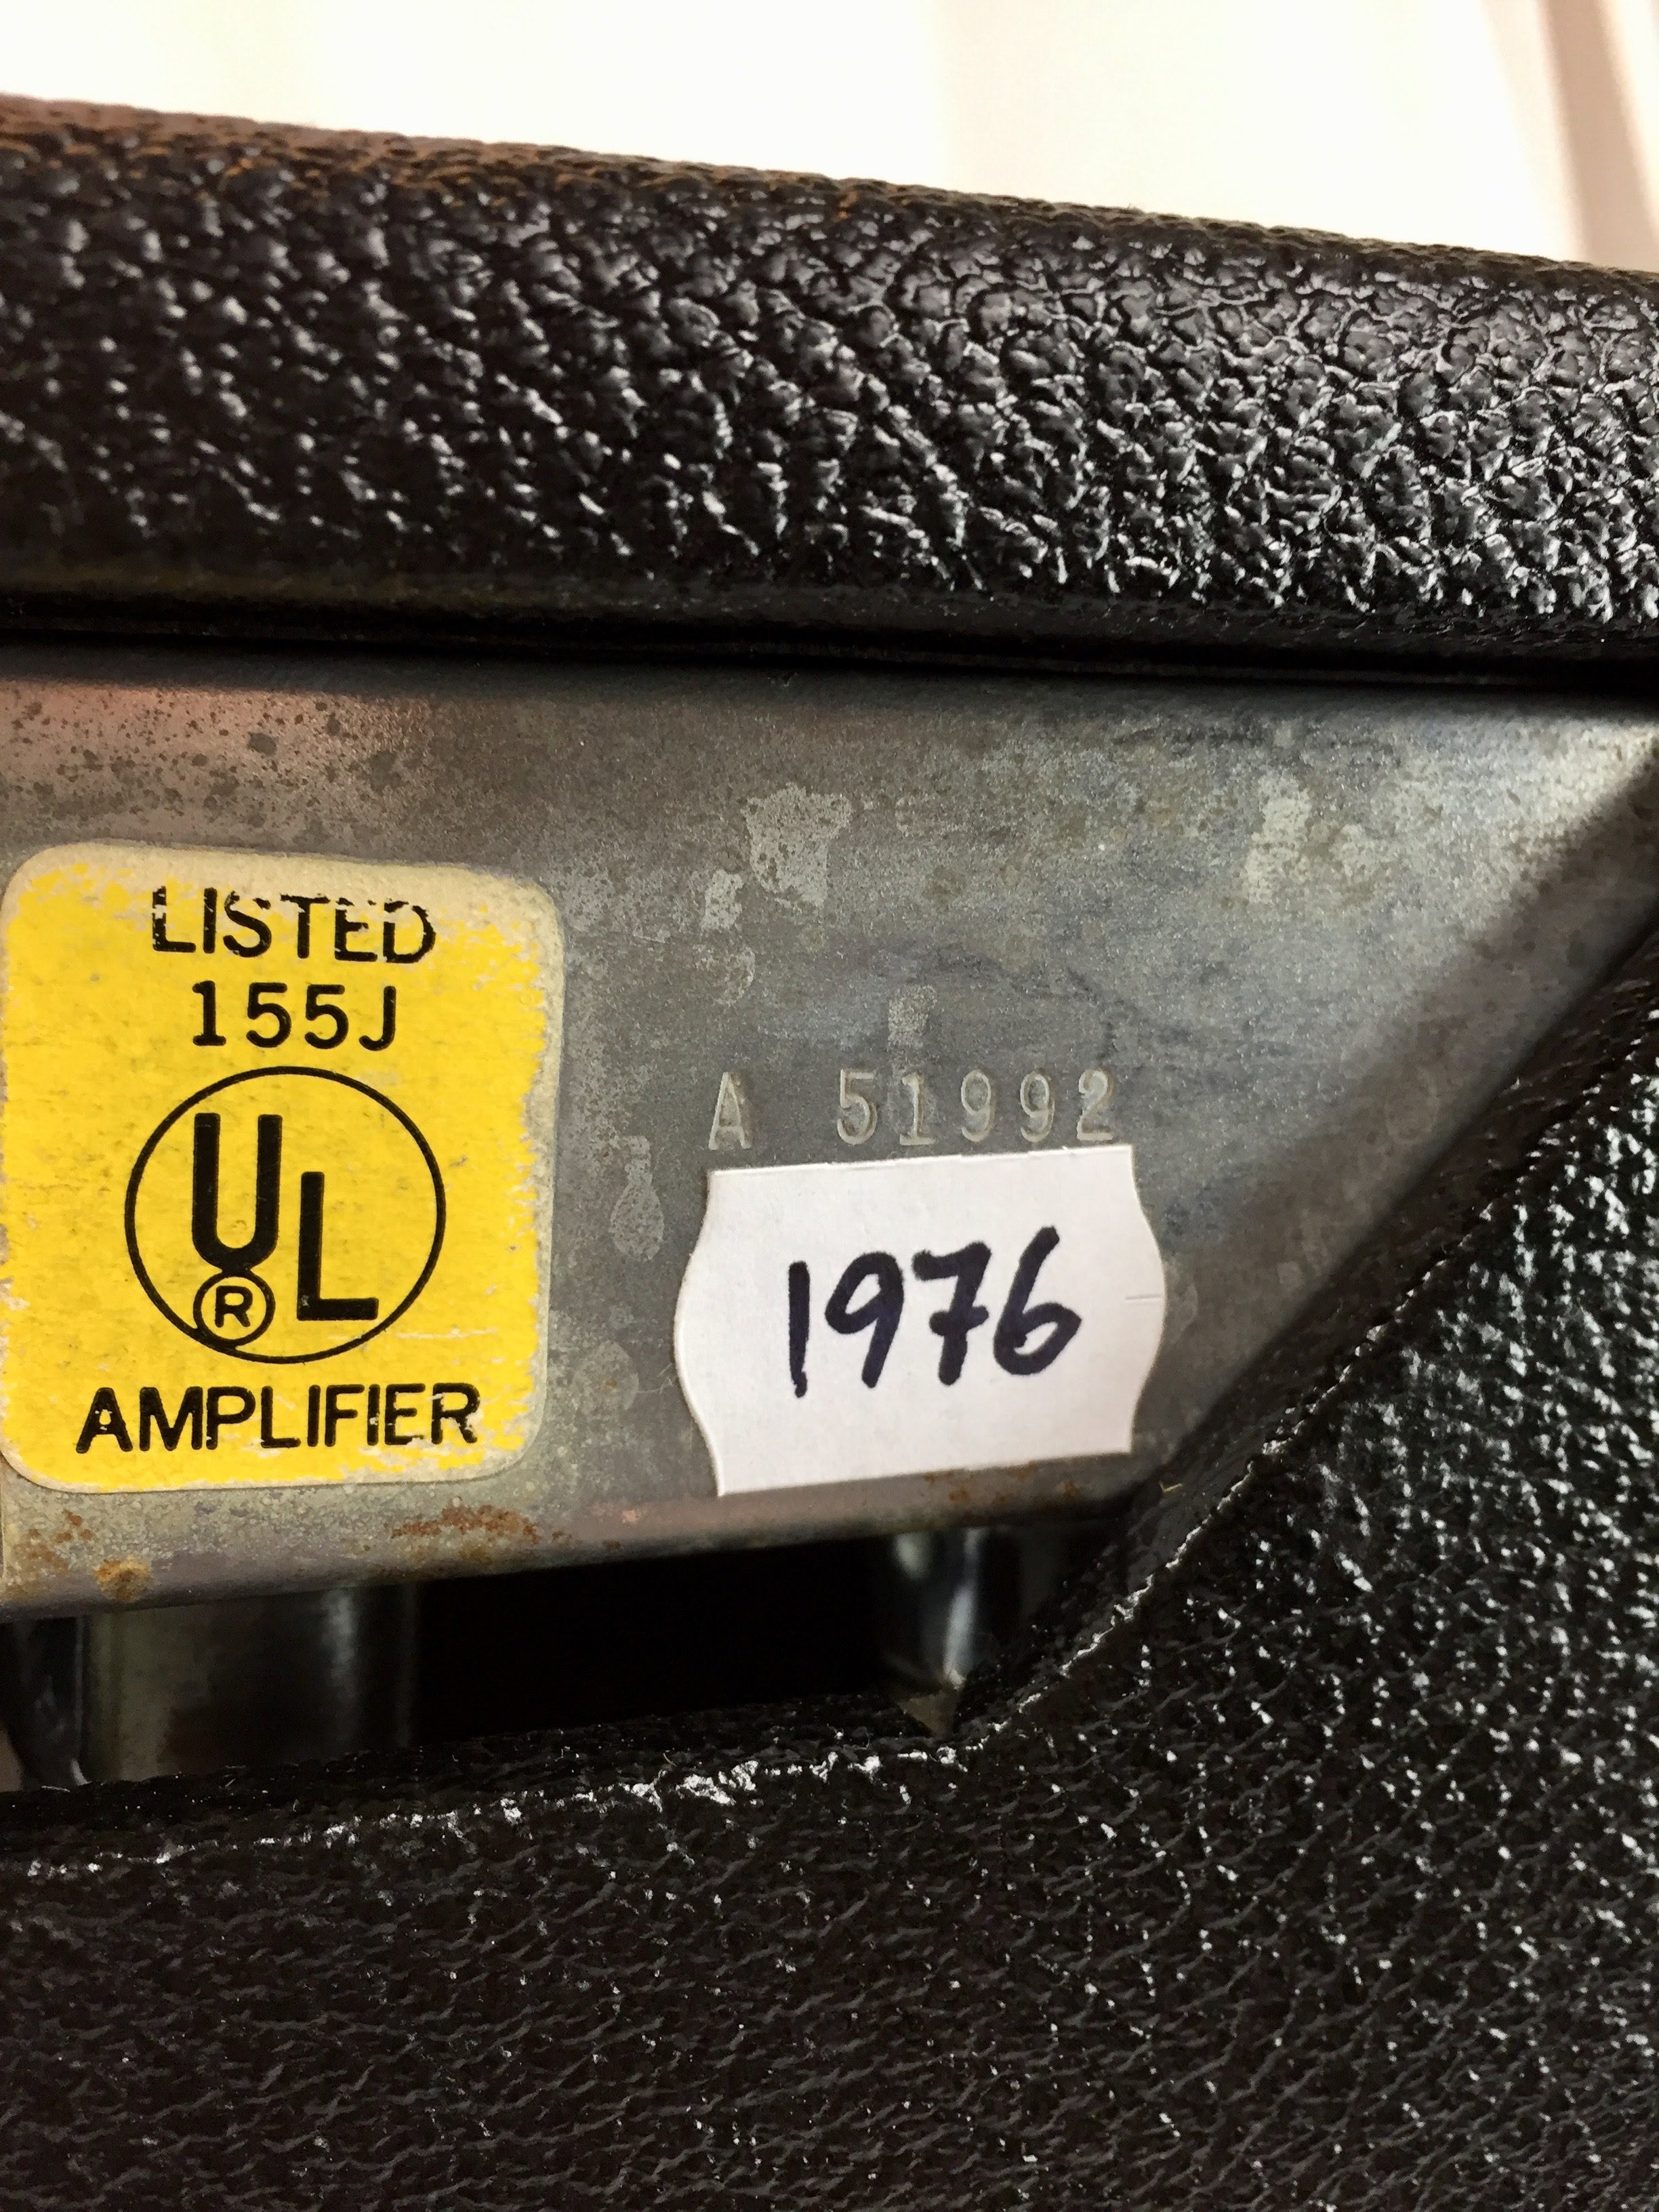 LISTED
155J
UL
®
AMPLIFIER
A 51992
1976